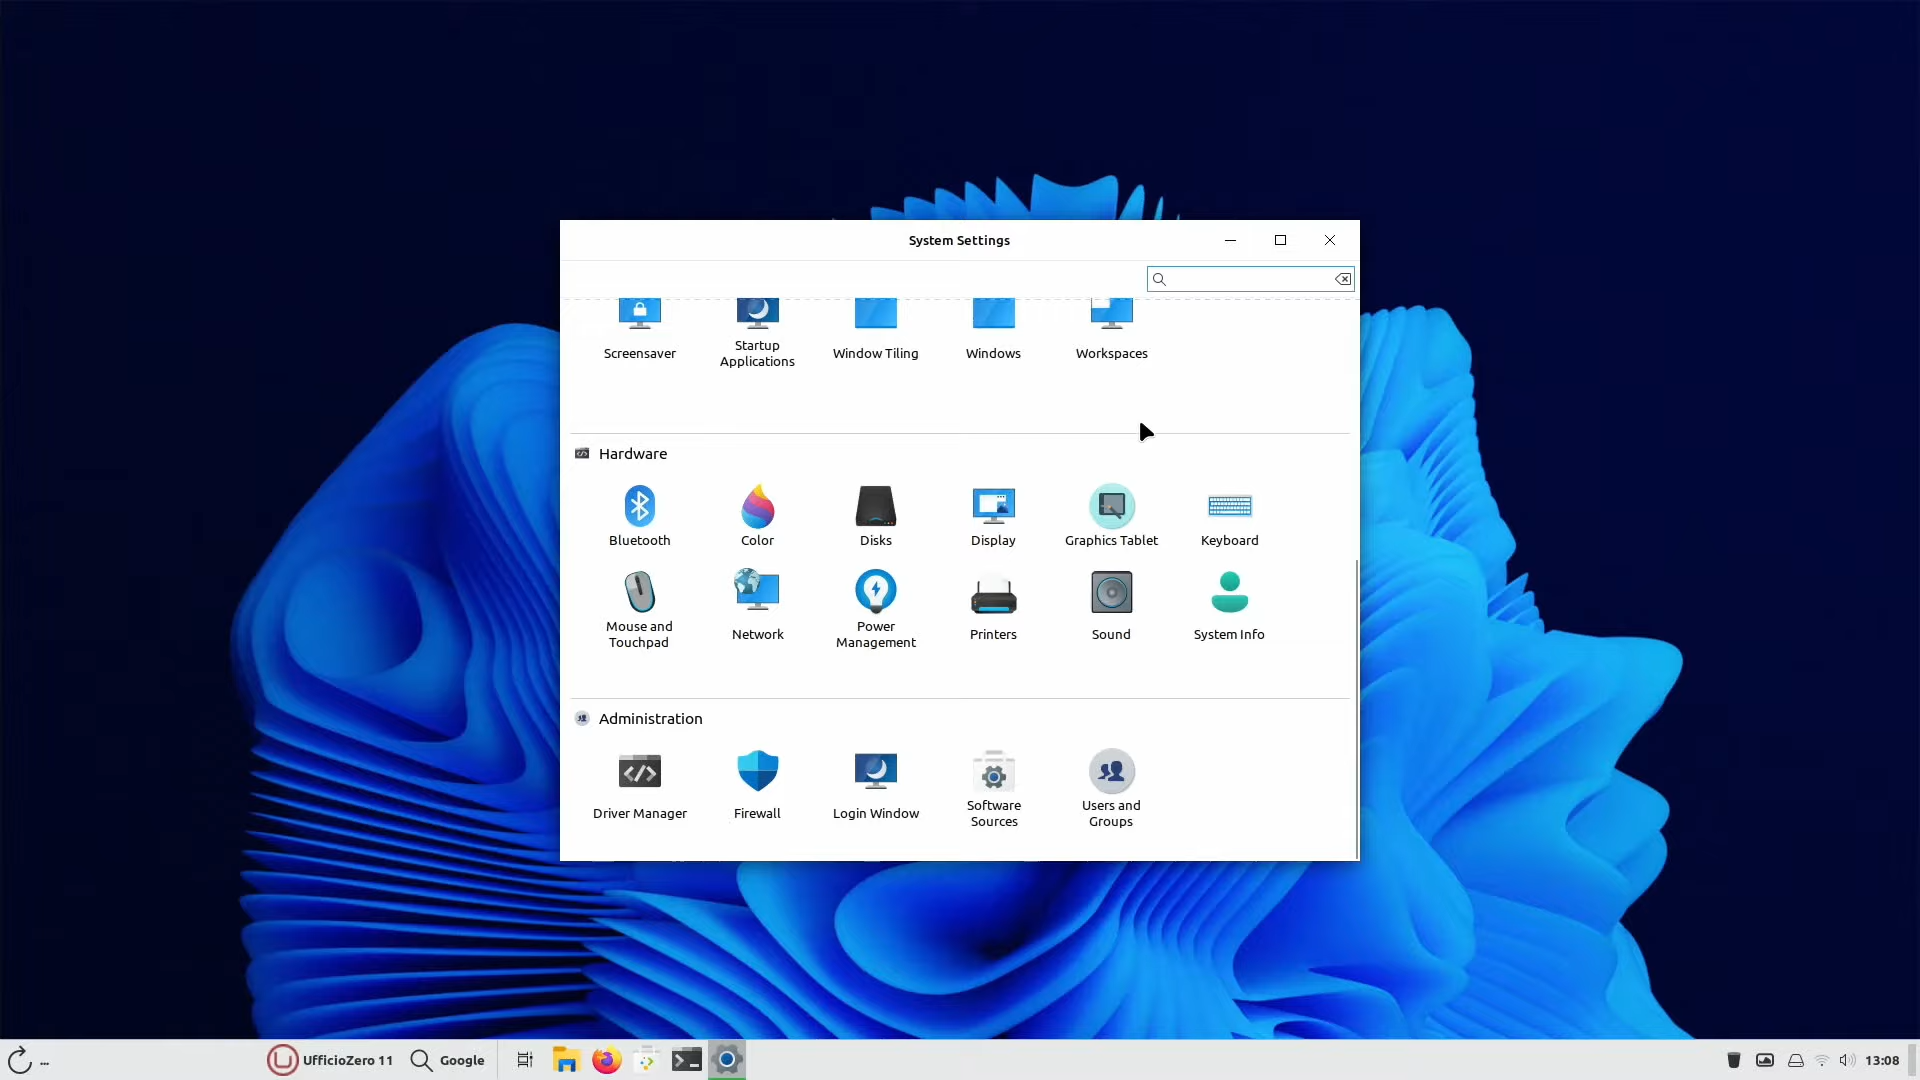 System Settings
Screensaver
Startup
Applications
Window Tiling
Windows
Workspaces
Hardware
Bluetooth
Color
Disks
Display
Graphics Tablet
Keyboard
Mouse and
Touchpad
Network
Power
Management
Printers
Sound
System Info
Administration
Driver Manager
Firewall
Login Window
Software
Sources
Users and
Groups
...
UfficioZero 11
Google
13:08